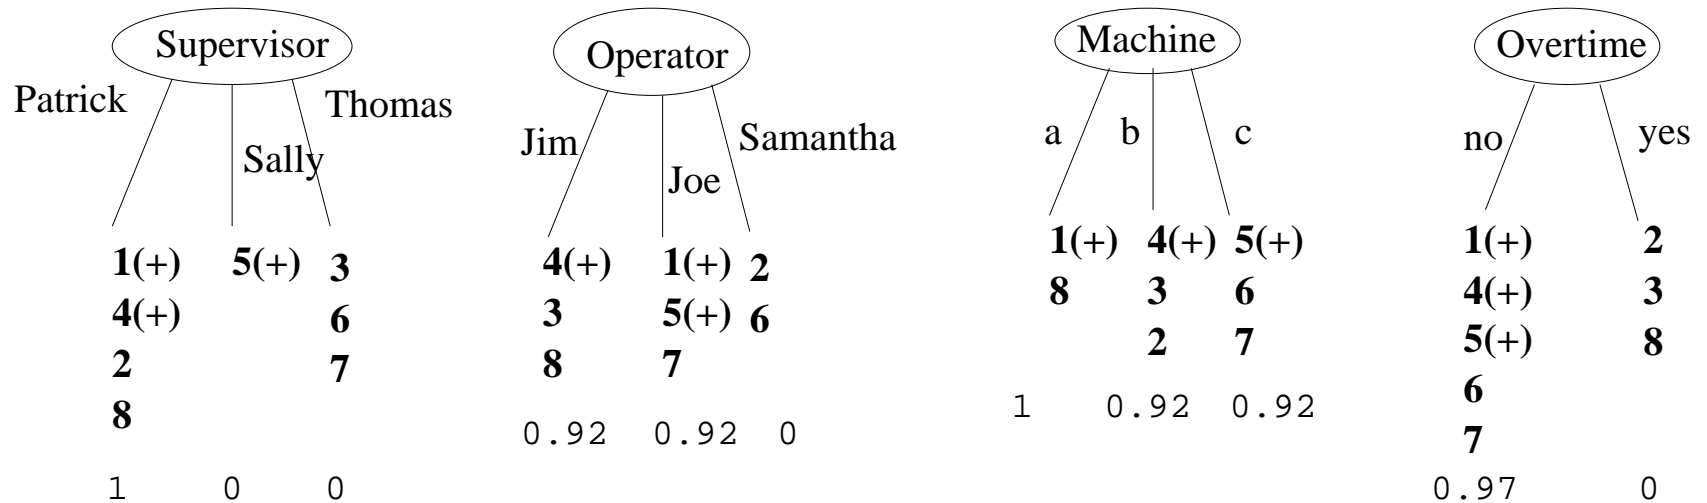 Supervisor
Patrick
Thomas
Sally
1(+) 5(+) 3
4(+) 6
2 7
8
1 0 0
Operator
Jim
Samantha
Joe
4(+) 1(+) 2
3 5(+) 6
8 7
0.92 0.92 0
Machine
a b c
1(+) 4(+) 5(+)
8 3 6
2 7
1 0.92 0.92
Overtime
no yes
1(+) 2
4(+) 3
5(+) 8
6
7
0.97 0